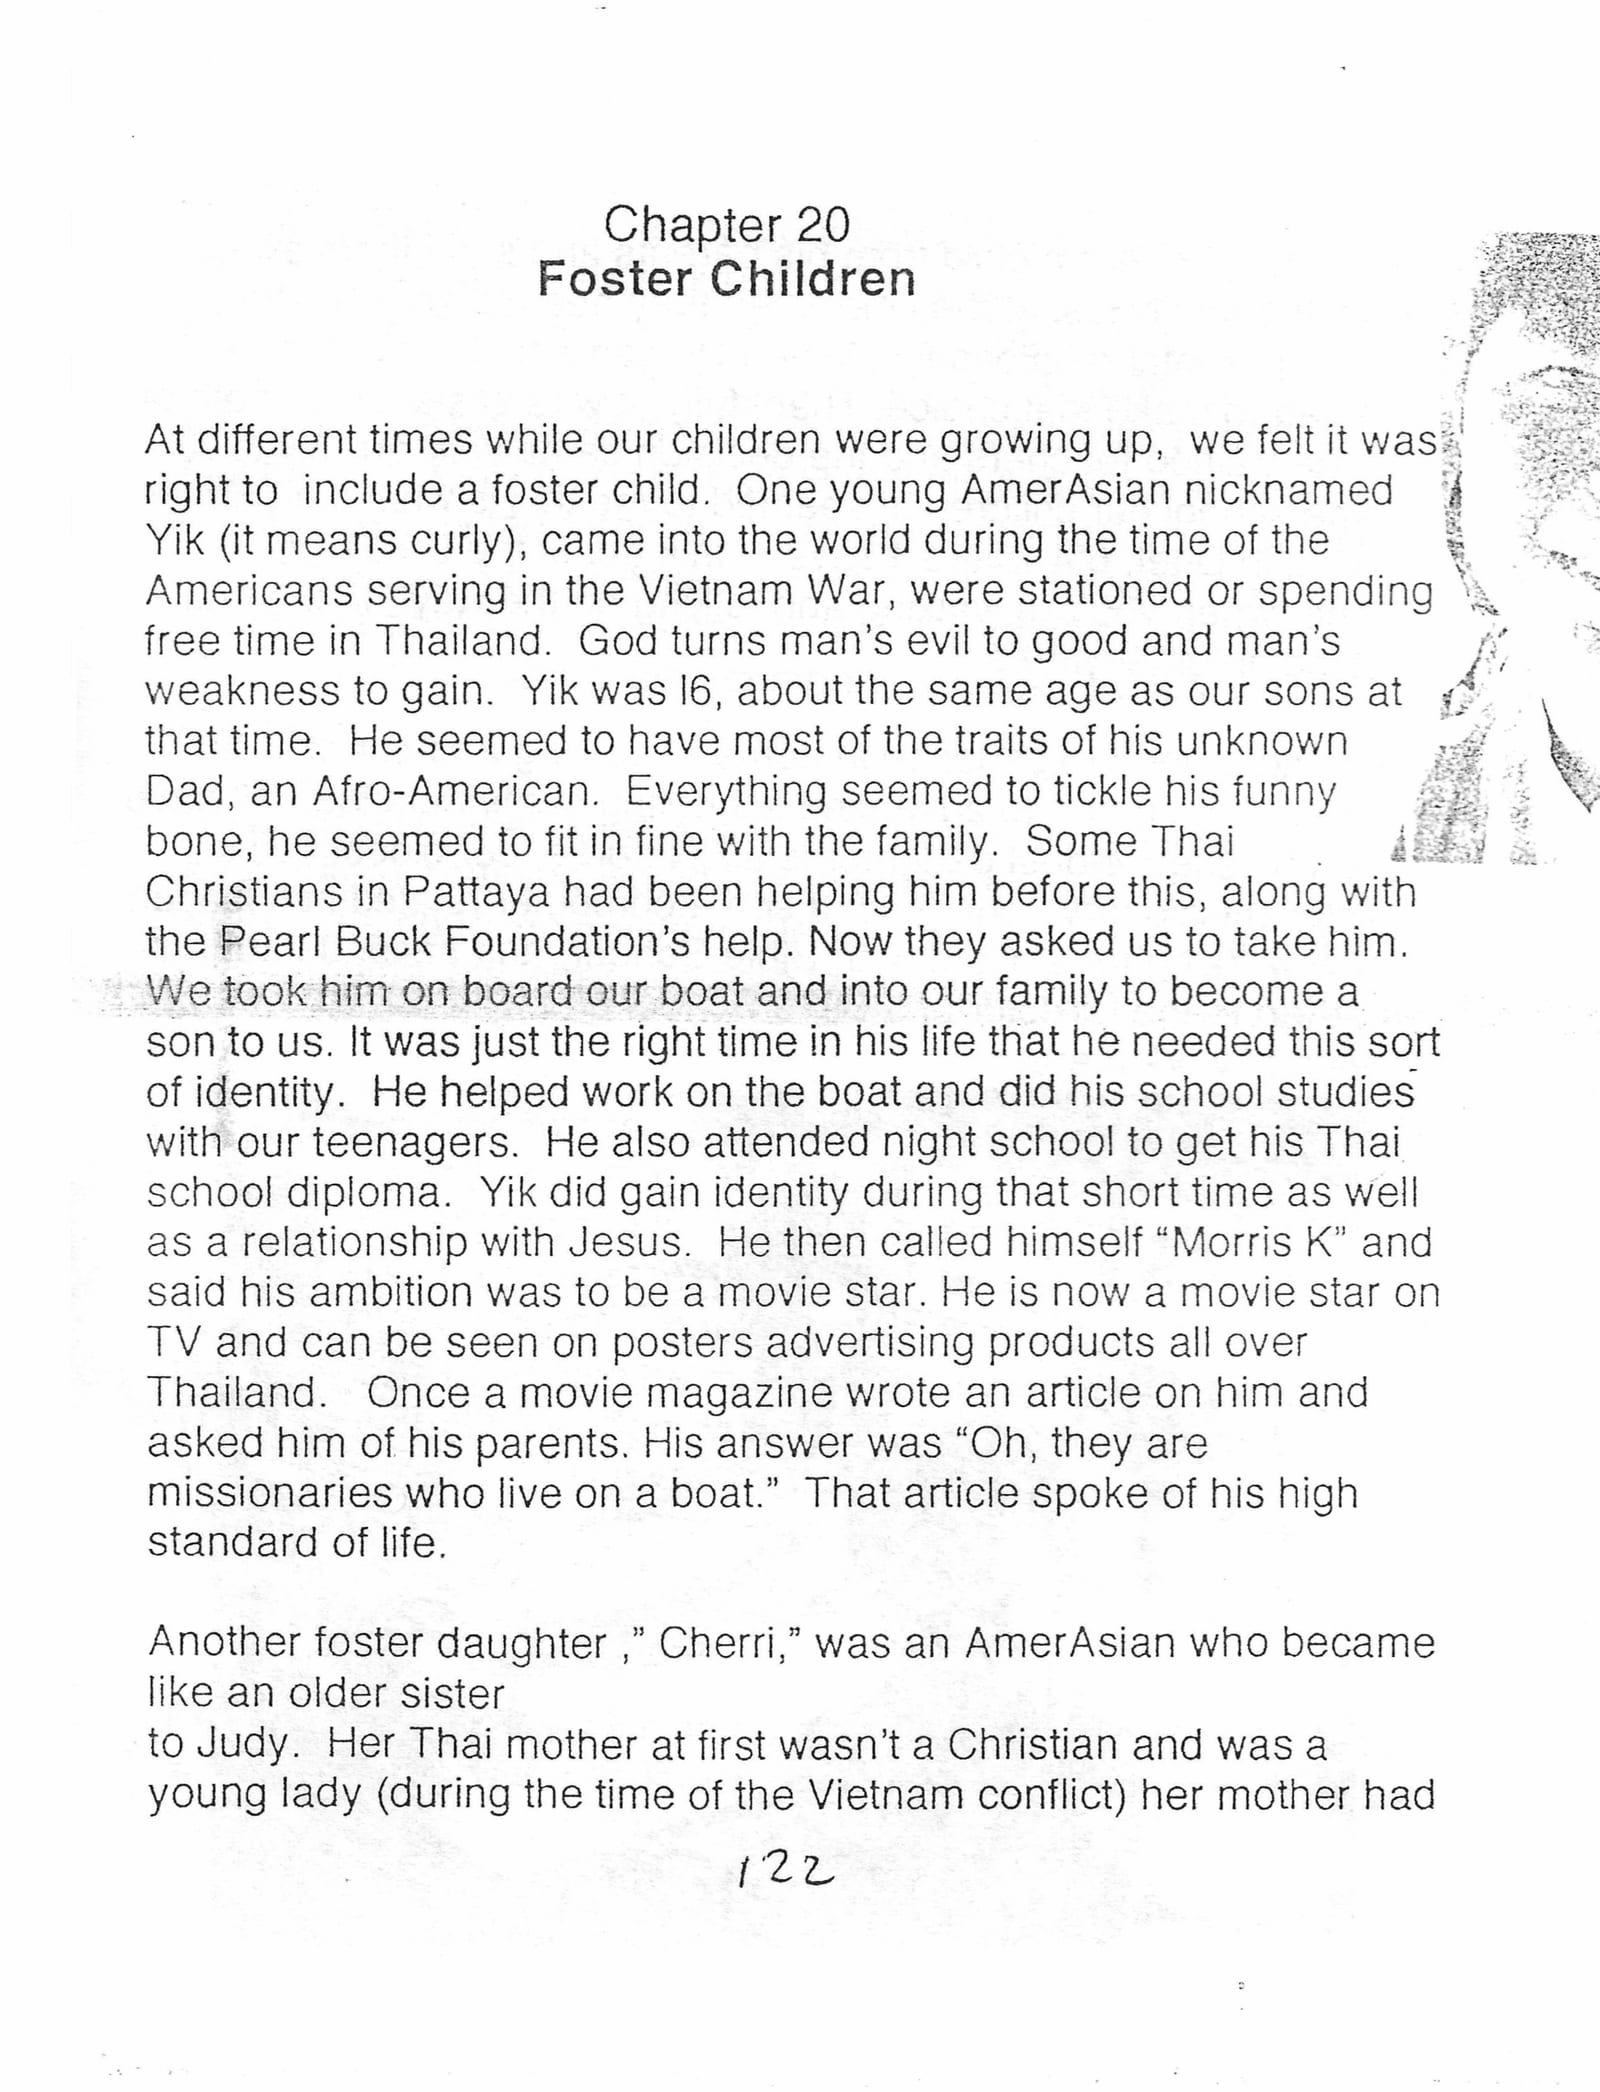 Chapter 20
Foster Children
At different times while our children were growing up,  we felt it was
right to  include a foster child.  One young AmerAsian nicknamed
Yik (it means curly), came into the world during the time of the
Americans serving in the Vietnam War, were stationed or spending
free time in Thailand.  God turns man's evil to good and man's
weakness to gain.  Yik was l6, about the same age as our sons at
that time.  He seemed to have most of the traits of his unknown
Dad, an Afro-American.  Everything seemed to tickle his funny
bone, he seemed to fit in fine with the family.  Some Thai
Christians in Pattaya had been helping him before this, along with
the Pearl Buck Foundation's help. Now they asked us to take him.
We took him on board our boat and into our family to become a
son to us. It was just the right time in his life that he needed this sort
of identity.  He helped work on the boat and did his school studies
with our teenagers.  He also attended night school to get his Thai
school diploma.  Yik did gain identity during that short time as well
as a relationship with Jesus.  He then called himself “Morris K” and
said his ambition was to be a movie star. He is now a movie star on
TV and can be seen on posters advertising products all over
Thailand.   Once a movie magazine wrote an article on him and
asked him of his parents. His answer was “Oh, they are
missionaries who live on a boat.”  That article spoke of his high
standard of life.
Another foster daughter ,” Cherri,” was an AmerAsian who became
like an older sister
to Judy.  Her Thai mother at first wasn't a Christian and was a
young lady (during the time of the Vietnam conflict) her mother had
122